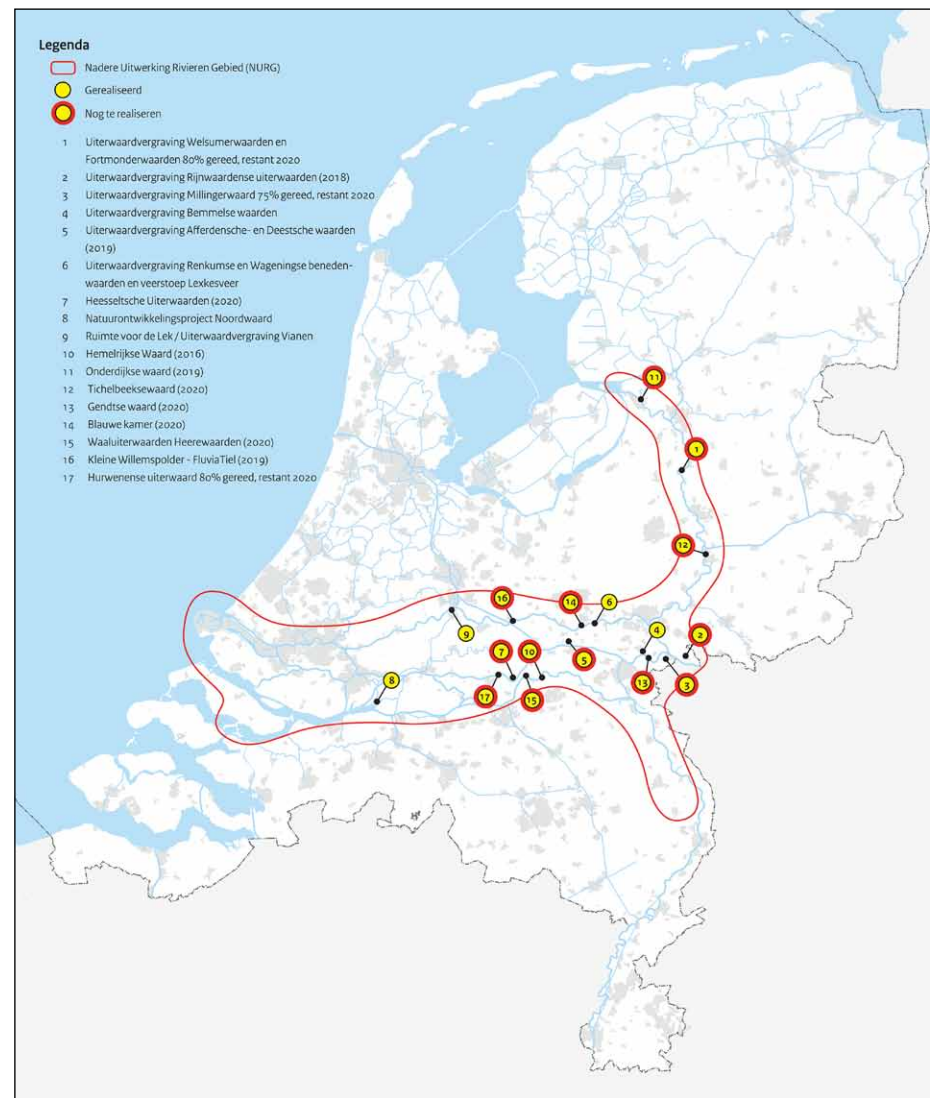 Legenda
Nadere Uitwerking Rivieren Gebied (NURG)
Gerealiseerd
Nog te realiseren
1 Uiterwaardvergraving Welsumerwaarden en
Fortmonderwaarden 80% gereed, restant 2020
2 Uiterwaardvergraving Rijnwaardense uiterwaarden (2018)
3 Uiterwaardvergraving Millingerwaard 75% gereed, restant 2020
4 Uiterwaardvergraving Bemmelse waarden
5 Uiterwaardvergraving Afferdensche- en Deestsche waarden
(2019)
6 Uiterwaardvergraving Renkumse en Wageningse beneden-
waarden en veerstoep Lexkesveer
7 Heesseltsche Uiterwaarden (2020)
8 Natuurontwikkelingsproject Noordwaard
9 Ruimte voor de Lek / Uiterwaardvergraving Vianen
10 Hemelrijkse Waard (2016)
11 Onderdijkse waard (2019)
12 Tichelbeeksewaard (2020)
13 Gendtse waard (2020)
14 Blauwe kamer (2020)
15 Waaluiterwaarden Heerewaarden (2020)
16 Kleine Willemspolder - FluviaTiel (2019)
17 Hurwenense uiterwaard 80% gereed, restant 2020
11
1
12
16
14
6
4
9
2
7
10
5
8
13
3
17
15